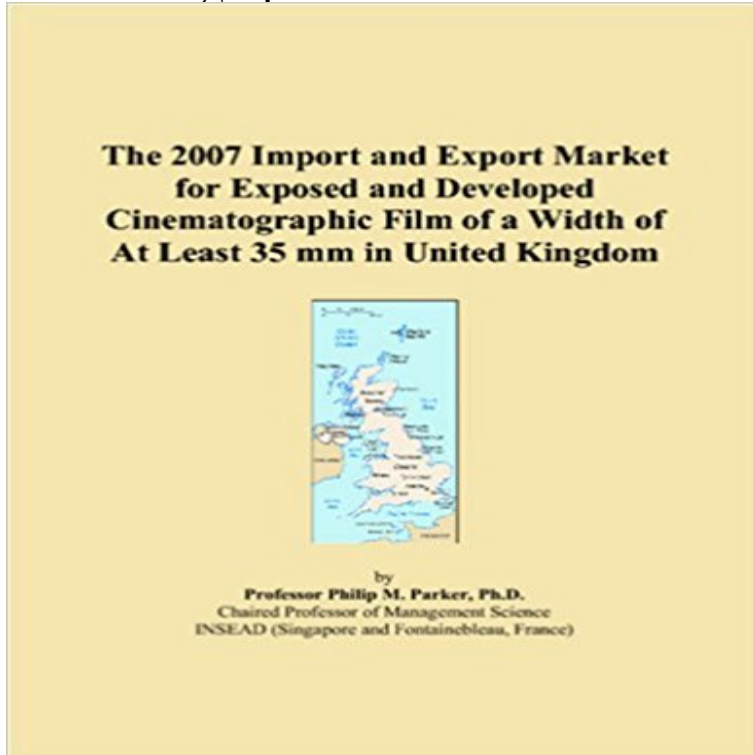 The 2007 Import and Export Market
for Exposed and Developed
Cinematographic Film of a Width of
At Least 35 mm in United Kingdom
by
Professor Philip M. Parker, Ph.D.
Chaired Professor of Management Science
INSEAD (Singapore and Fontainebleau, France)